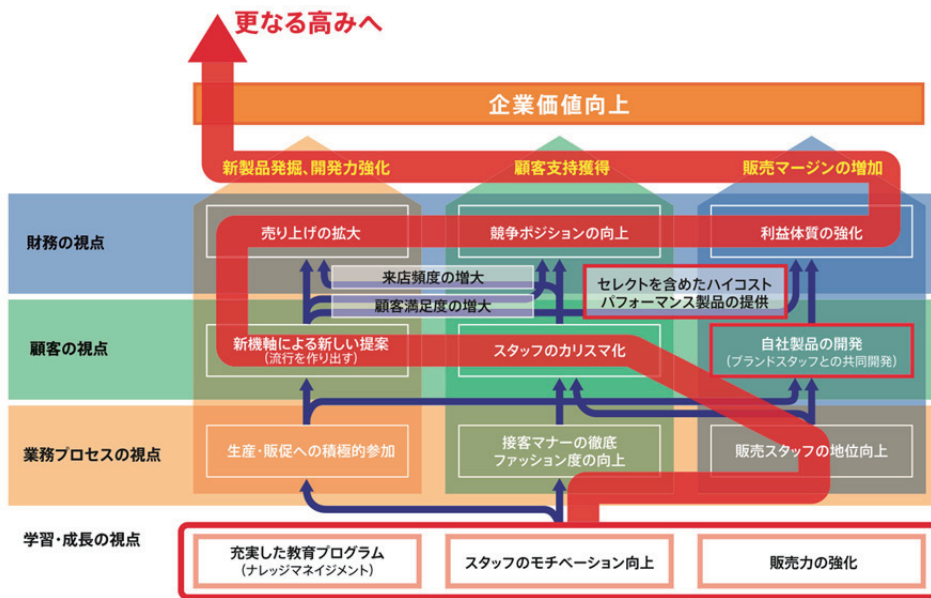 更なる高みへ
企業価値向上
新製品発掘、開発力強化
顧客支持獲得
販売マージンの増加
財務の視点
売り上げの拡大
競争ポジションの向上
利益体質の強化
来店頻度の増大
顧客満足度の増大
セレクトを含めたハイコスト
パフォーマンス製品の提供
顧客の視点
新機軸による新しい提案
(流行を作り出す)
スタッフのカリスマ化
自社製品の開発
(ブランドスタッフとの共同開発)
業務プロセスの視点
生産・販促への積極的参加
接客マナーの徹底
ファッション度の向上
販売スタッフの地位向上
学習・成長の視点
充実した教育プログラム
(ナレッジマネイジメント)
スタッフのモチベーション向上
販売力の強化